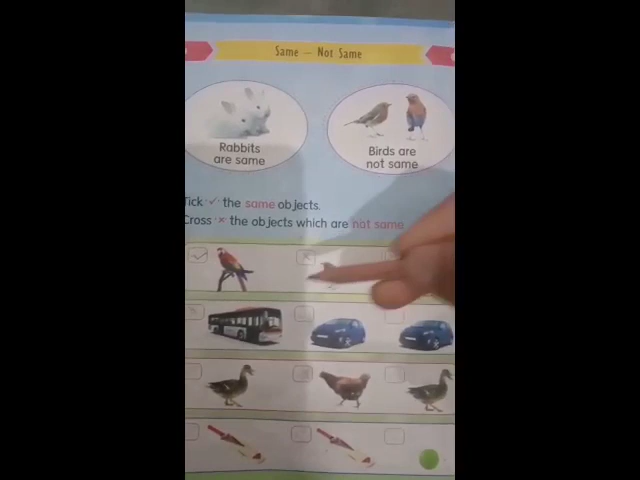 Same — Not Same
Rabbits
are same
Birds are
not same
Tick ✓ the same objects.
Cross × the objects which are not same